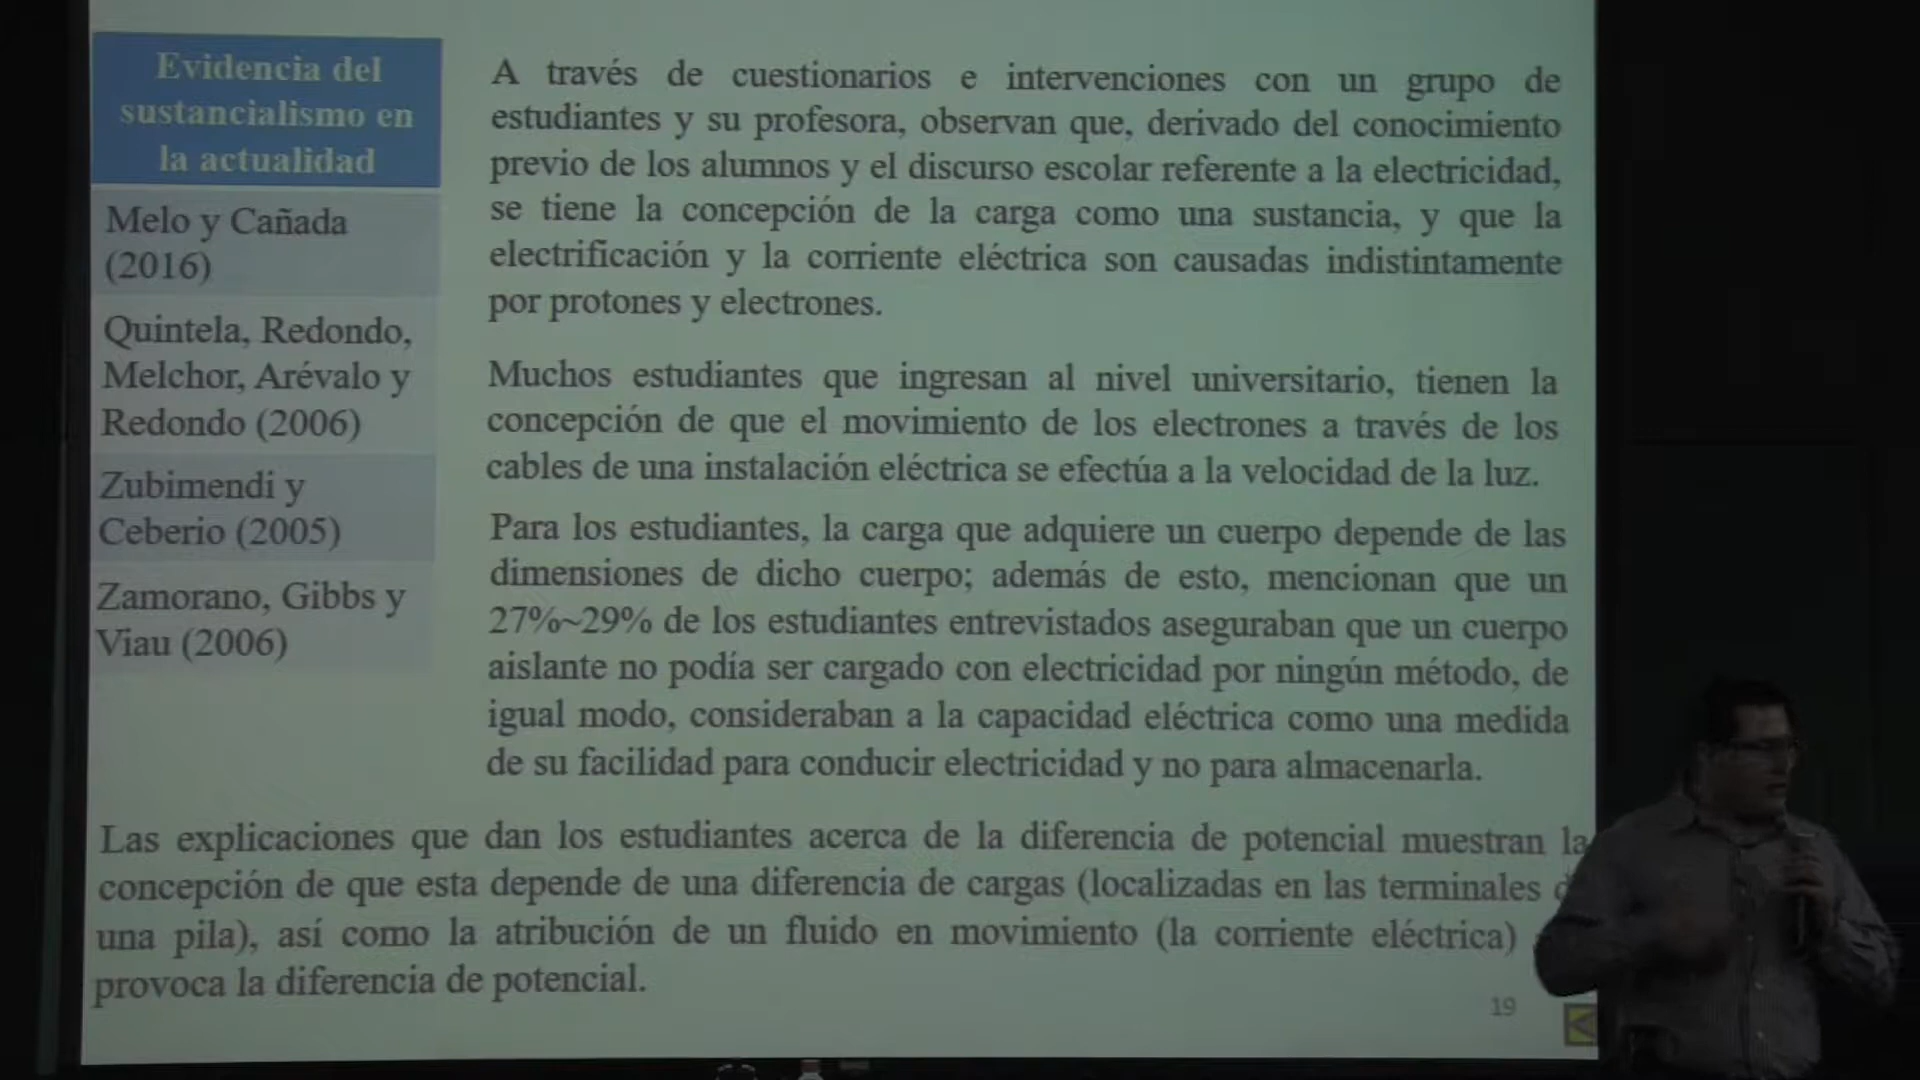 Evidencia del
sustancialismo en
la actualidad
Melo y Cañada
(2016)
Quintela, Redondo,
Melchor, Arévalo y
Redondo (2006)
Zubimendi y
Ceberio (2005)
Zamorano, Gibbs y
Viau (2006)
A través de cuestionarios e intervenciones con un grupo de
estudiantes y su profesora, observan que, derivado del conocimiento
previo de los alumnos y el discurso escolar referente a la electricidad,
se tiene la concepción de la carga como una sustancia, y que la
electrificación y la corriente eléctrica son causadas indistintamente
por protones y electrones.
Muchos estudiantes que ingresan al nivel universitario, tienen la
concepción de que el movimiento de los electrones a través de los
cables de una instalación eléctrica se efectúa a la velocidad de la luz.
Para los estudiantes, la carga que adquiere un cuerpo depende de las
dimensiones de dicho cuerpo; además de esto, mencionan que un
27%~29% de los estudiantes entrevistados aseguraban que un cuerpo
aislante no podía ser cargado con electricidad por ningún método, de
igual modo, consideraban a la capacidad eléctrica como una medida
de su facilidad para conducir electricidad y no para almacenarla.
Las explicaciones que dan los estudiantes acerca de la diferencia de potencial muestran la
concepción de que esta depende de una diferencia de cargas (localizadas en las terminales
una pila), así como la atribución de un fluido en movimiento (la corriente eléctrica)
provoca la diferencia de potencial.
19